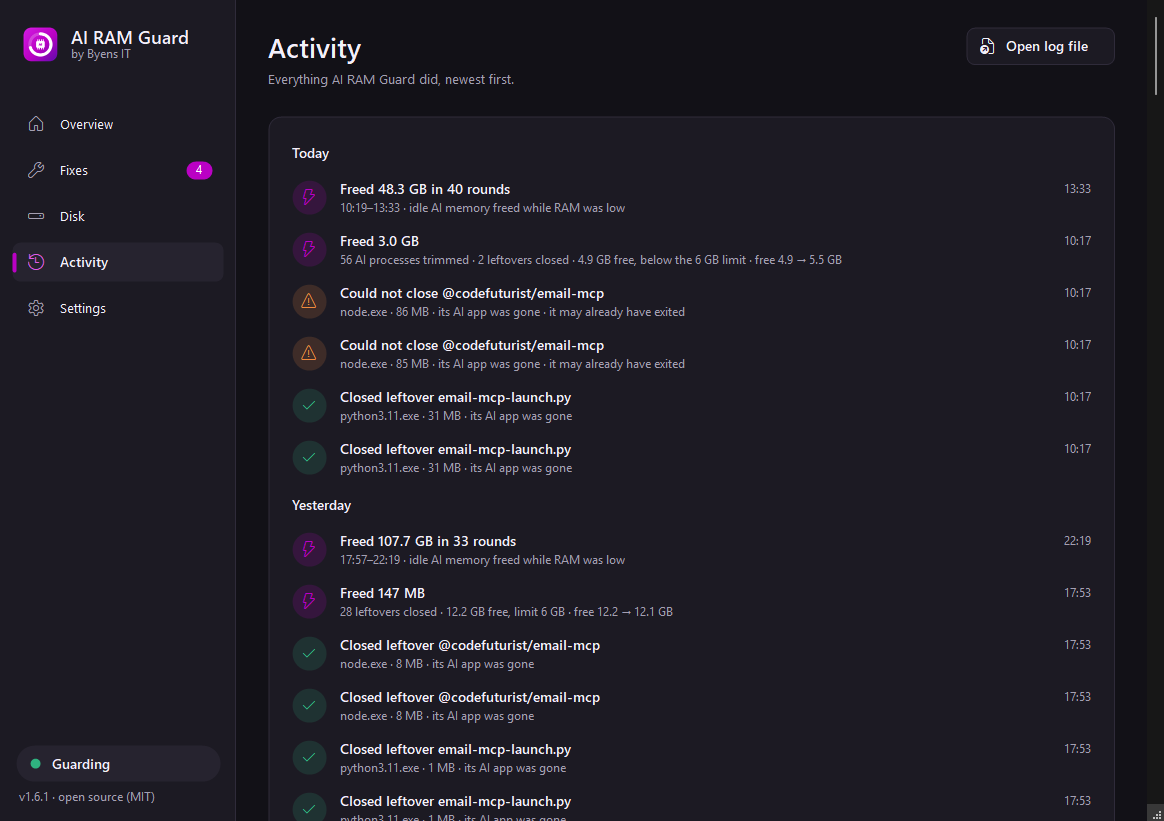 AI RAM Guard
by Byens IT
Overview
Fixes 4
Disk
Activity
Settings
Guarding
v1.6.1 · open source (MIT)
Activity
Open log file
Everything AI RAM Guard did, newest first.
Today
Freed 48.3 GB in 40 rounds 13:33
10:19–13:33 · idle AI memory freed while RAM was low
Freed 3.0 GB 10:17
56 AI processes trimmed · 2 leftovers closed · 4.9 GB free, below the 6 GB limit · free 4.9 → 5.5 GB
Could not close @codefuturist/email-mcp 10:17
node.exe · 86 MB · its AI app was gone · it may already have exited
Could not close @codefuturist/email-mcp 10:17
node.exe · 85 MB · its AI app was gone · it may already have exited
Closed leftover email-mcp-launch.py 10:17
python3.11.exe · 31 MB · its AI app was gone
Closed leftover email-mcp-launch.py 10:17
python3.11.exe · 31 MB · its AI app was gone
Yesterday
Freed 107.7 GB in 33 rounds 22:19
17:57–22:19 · idle AI memory freed while RAM was low
Freed 147 MB 17:53
28 leftovers closed · 12.2 GB free, limit 6 GB · free 12.2 → 12.1 GB
Closed leftover @codefuturist/email-mcp 17:53
node.exe · 8 MB · its AI app was gone
Closed leftover @codefuturist/email-mcp 17:53
node.exe · 8 MB · its AI app was gone
Closed leftover email-mcp-launch.py 17:53
python3.11.exe · 1 MB · its AI app was gone
Closed leftover email-mcp-launch.py 17:53
python3.11.exe · 1 MB · its AI app was gone